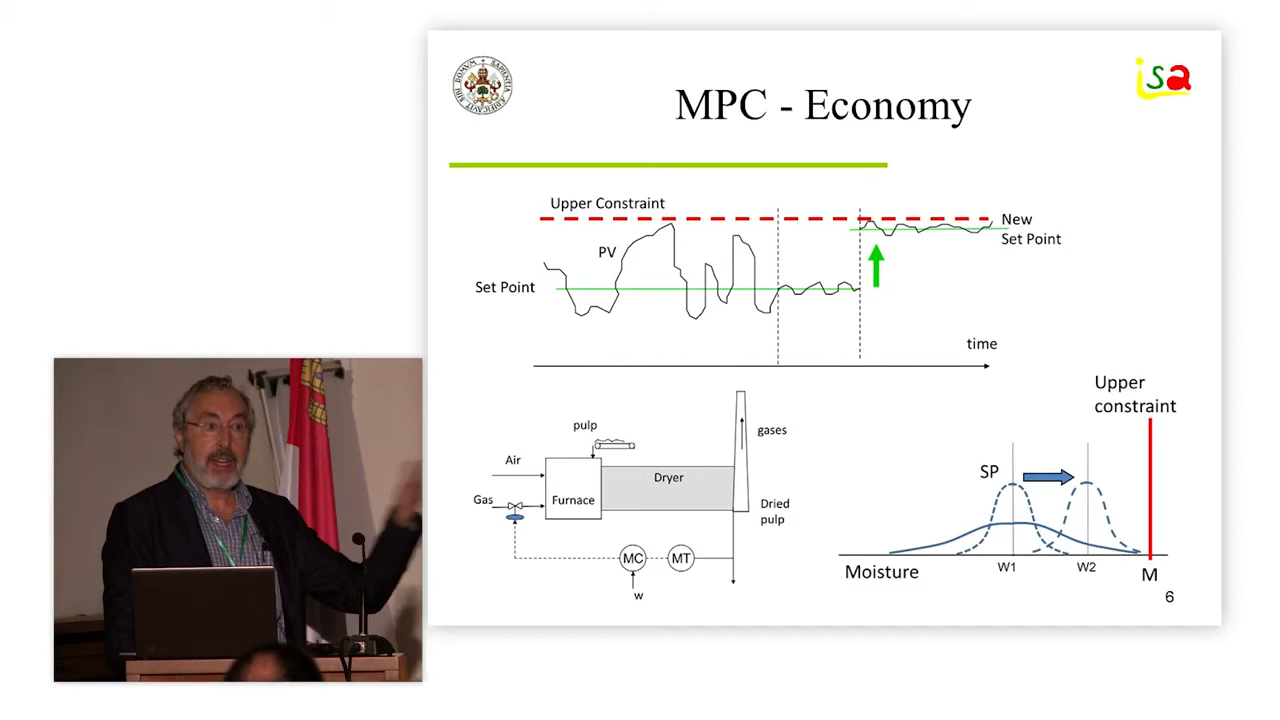 isa
MPC - Economy
Upper Constraint
New
Set Point
PV
Set Point
time
Upper
constraint
pulp
gases
Air
SP
Dryer
Gas
Furnace
Dried
pulp
MC
MT
W1
W2
Moisture
M
w
6